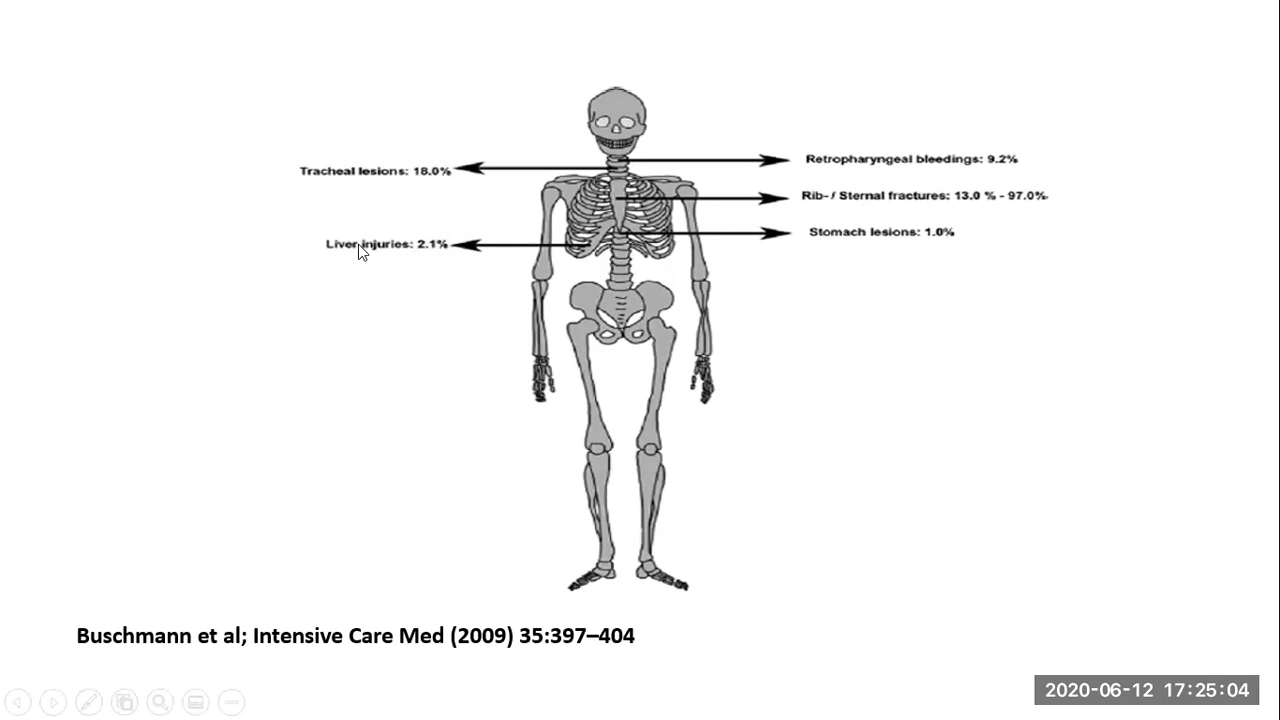 Retropharyngeal bleedings: 9.2%
Tracheal lesions: 18.0%
Rib- / Sternal fractures: 13.0 % - 97.0%
Stomach lesions: 1.0%
Liver injuries: 2.1%
Buschmann et al; Intensive Care Med (2009) 35:397–404
2020-06-12 17:25:04